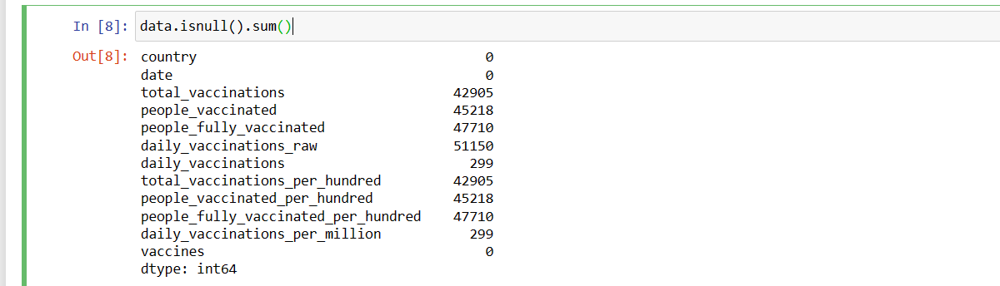 In [8]: data.isnull().sum()
Out[8]: country 0
date 0
total_vaccinations 42905
people_vaccinated 45218
people_fully_vaccinated 47710
daily_vaccinations_raw 51150
daily_vaccinations 299
total_vaccinations_per_hundred 42905
people_vaccinated_per_hundred 45218
people_fully_vaccinated_per_hundred 47710
daily_vaccinations_per_million 299
vaccines 0
dtype: int64